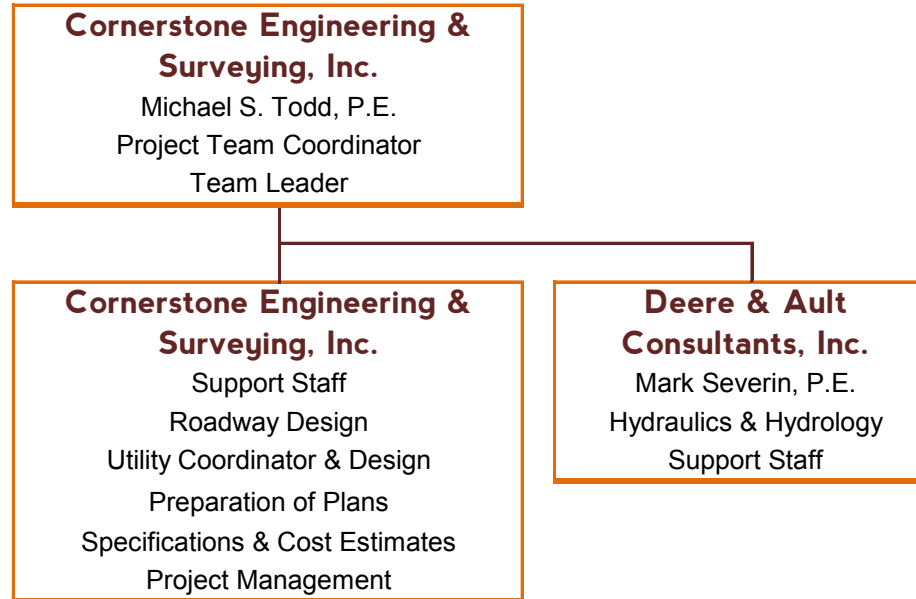 Cornerstone Engineering &
Surveying, Inc.
Michael S. Todd, P.E.
Project Team Coordinator
Team Leader
Cornerstone Engineering &
Surveying, Inc.
Support Staff
Roadway Design
Utility Coordinator & Design
Preparation of Plans
Specifications & Cost Estimates
Project Management
Deere & Ault
Consultants, Inc.
Mark Severin, P.E.
Hydraulics & Hydrology
Support Staff